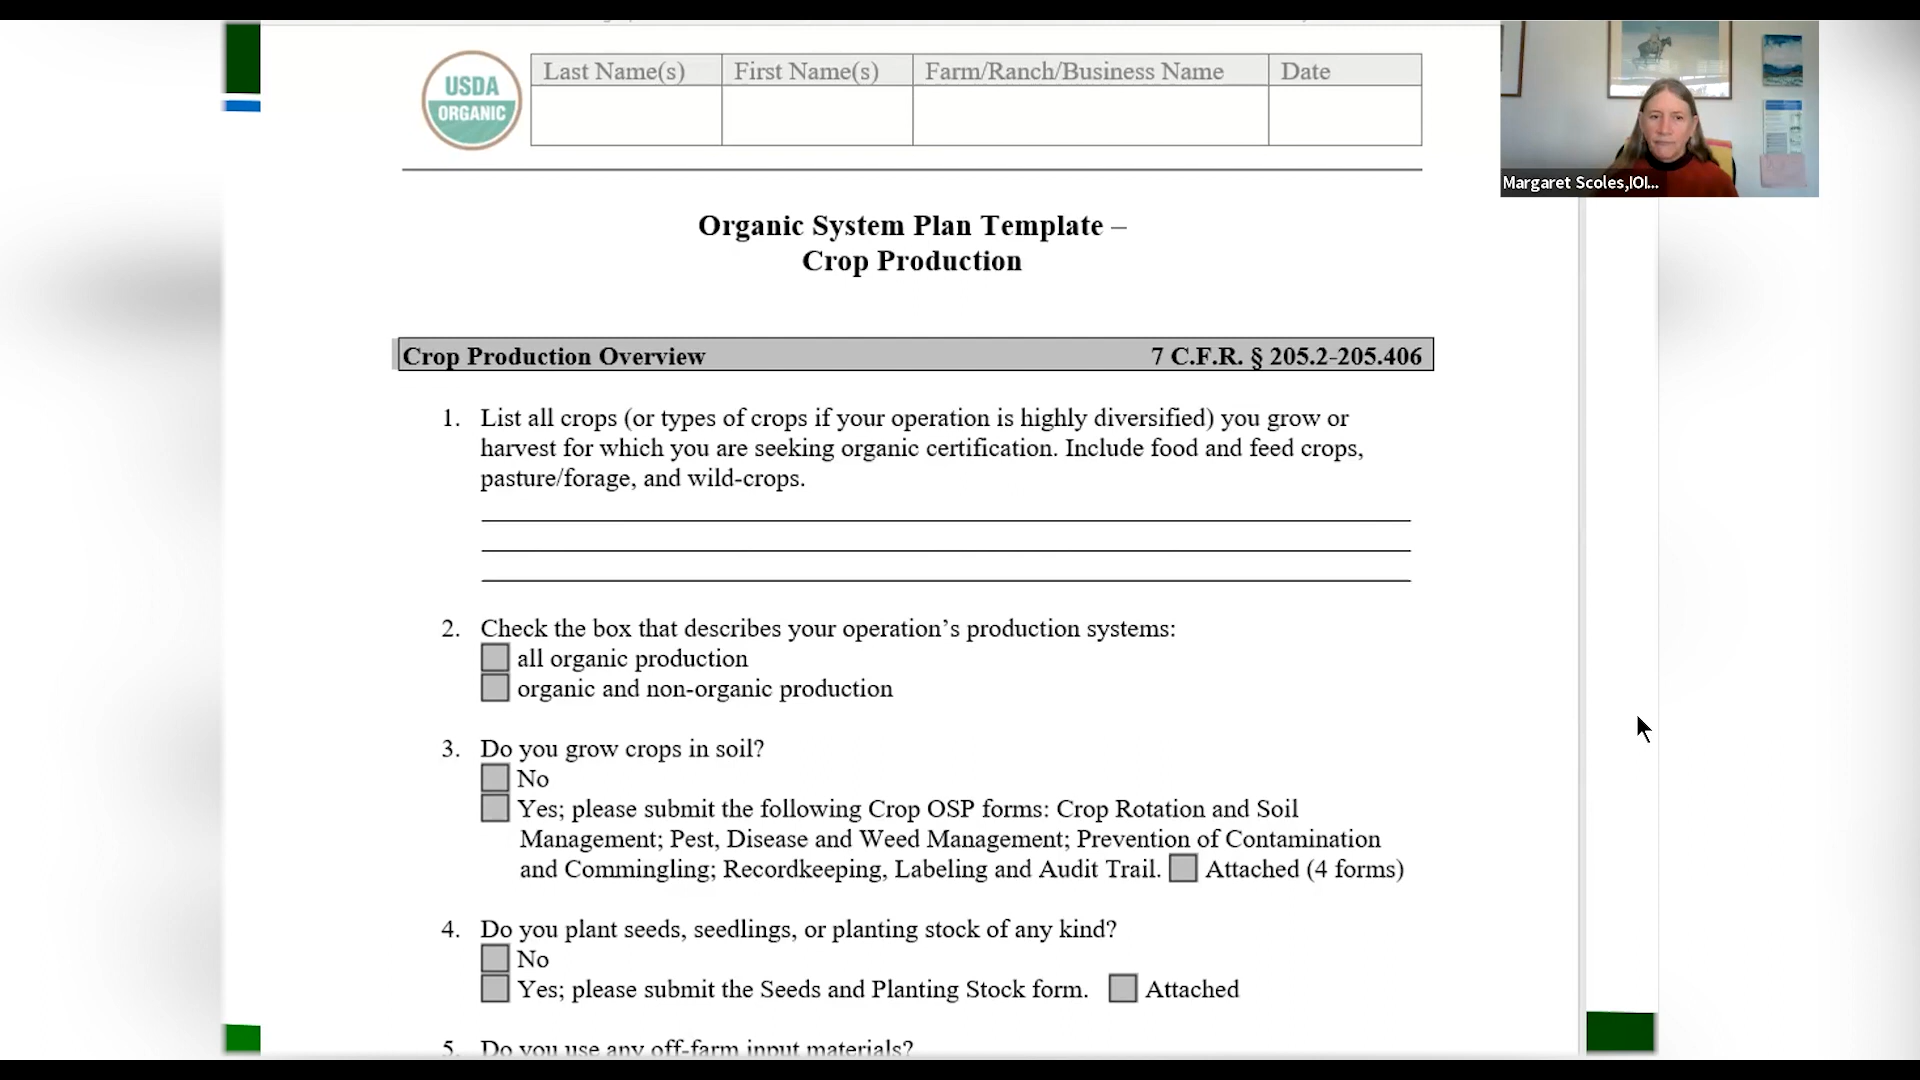 USDA
ORGANIC
Last Name(s) First Name(s) Farm/Ranch/Business Name Date
Margaret Scoles,IOI...
Organic System Plan Template –
Crop Production
Crop Production Overview 7 C.F.R. § 205.2-205.406
1. List all crops (or types of crops if your operation is highly diversified) you grow or
harvest for which you are seeking organic certification. Include food and feed crops,
pasture/forage, and wild-crops.
2. Check the box that describes your operation’s production systems:
all organic production
organic and non-organic production
3. Do you grow crops in soil?
No
Yes; please submit the following Crop OSP forms: Crop Rotation and Soil
Management; Pest, Disease and Weed Management; Prevention of Contamination
and Commingling; Recordkeeping, Labeling and Audit Trail. Attached (4 forms)
4. Do you plant seeds, seedlings, or planting stock of any kind?
No
Yes; please submit the Seeds and Planting Stock form. Attached
5. Do you use any off-farm input materials?